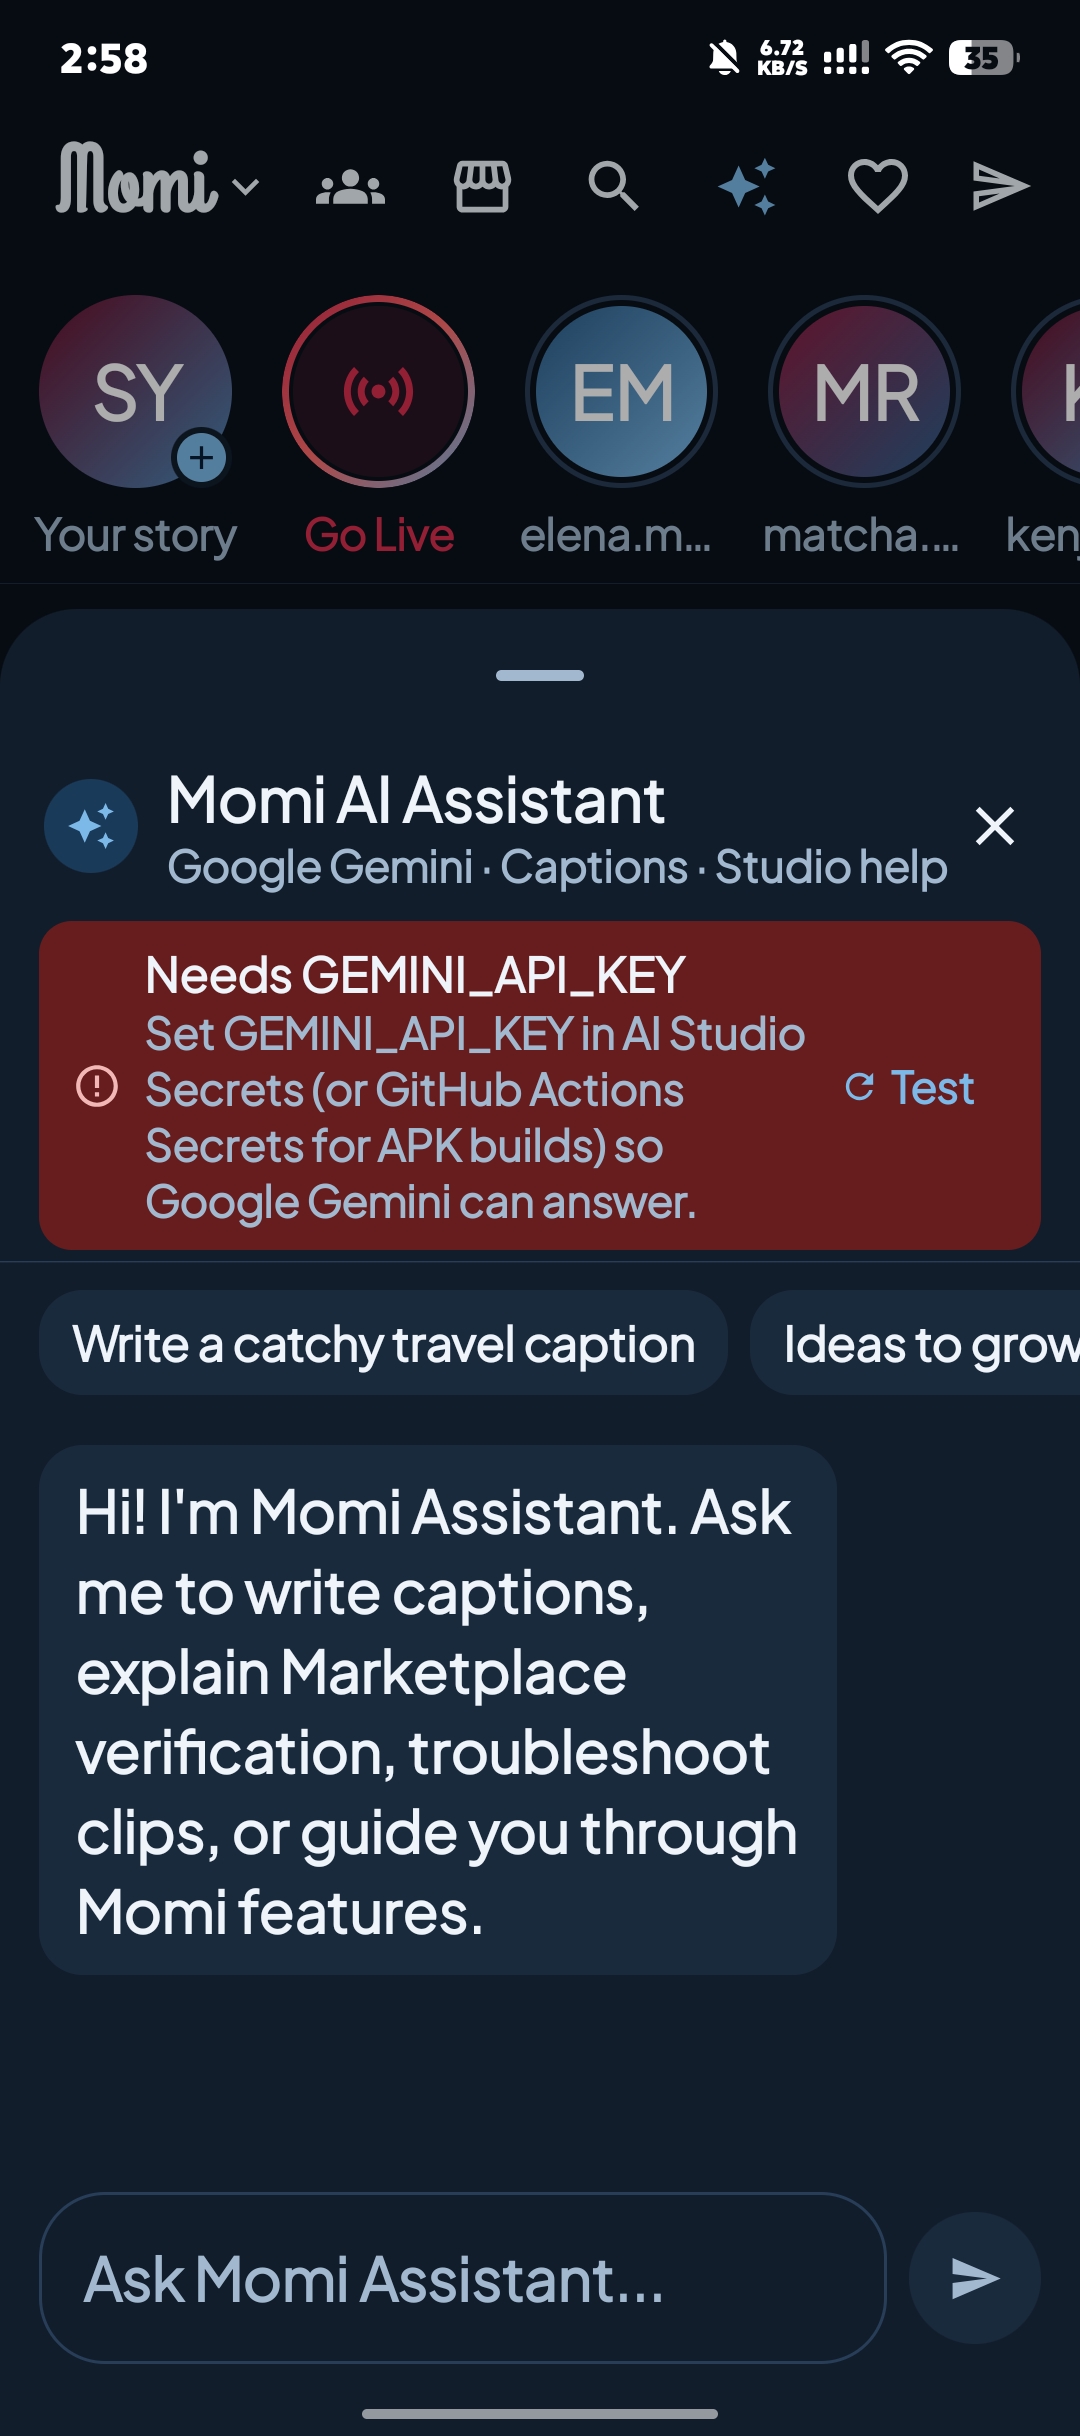 2:58
6.72
KB/S
35
Momi
SY
EM
MR
Your story
Go Live
elena.m...
matcha....
Momi AI Assistant
Google Gemini · Captions · Studio help
Needs GEMINI_API_KEY
Set GEMINI_API_KEY in AI Studio
Secrets (or GitHub Actions
Secrets for APK builds) so
Google Gemini can answer.
Test
Write a catchy travel caption
Ideas to grow
Hi! I'm Momi Assistant. Ask
me to write captions,
explain Marketplace
verification, troubleshoot
clips, or guide you through
Momi features.
Ask Momi Assistant...